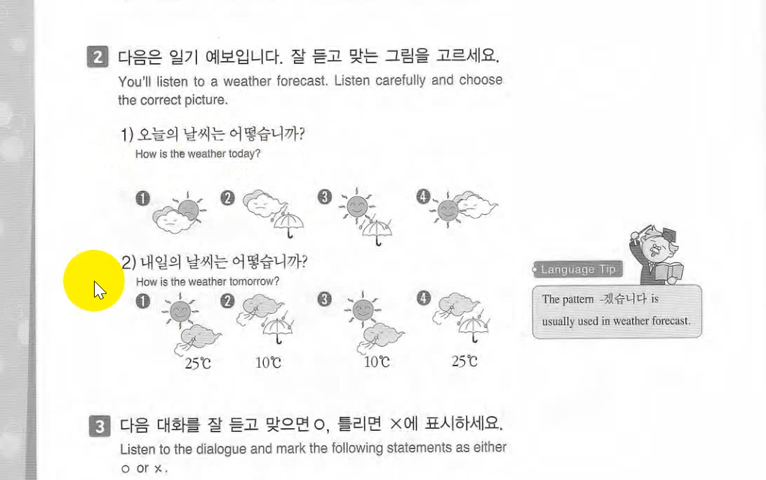 2 다음은 일기 예보입니다. 잘 듣고 맞는 그림을 고르세요.
You'll listen to a weather forecast. Listen carefully and choose
the correct picture.
1) 오늘의 날씨는 어떻습니까?
How is the weather today?
1 2 3 4
2) 내일의 날씨는 어떻습니까?
How is the weather tomorrow?
1 2 3 4
25℃ 10℃ 10℃ 25℃
Language Tip
The pattern -겠습니다 is
usually used in weather forecast.
3 다음 대화를 잘 듣고 맞으면 ○, 틀리면 ×에 표시하세요.
Listen to the dialogue and mark the following statements as either
○ or ×.